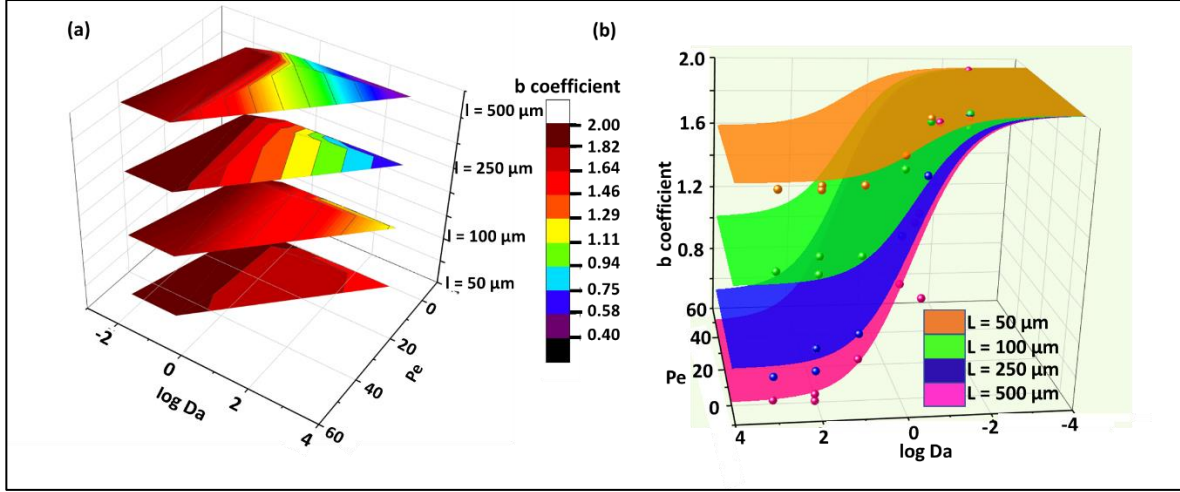 (a)
l = 500 µm
l = 250 µm
l = 100 µm
l = 50 µm
0
20
40
60
Pe
-2
0
2
4
log Da
b coefficient
2.00
1.82
1.64
1.46
1.29
1.11
0.94
0.75
0.58
0.40
(b)
2.0
1.6
1.2
0.8
b coefficient
60
40
20
0
Pe
4
2
0
-2
-4
log Da
L = 50 µm
L = 100 µm
L = 250 µm
L = 500 µm